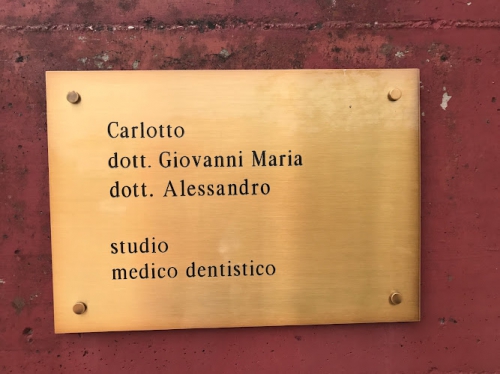 Carlotto
dott. Giovanni Maria
dott. Alessandro
studio
medico dentistico